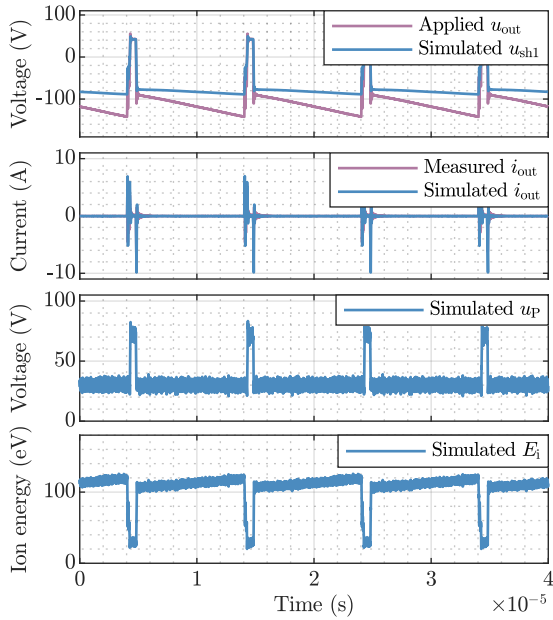 Voltage (V)
100
0
-100
Applied u_out
Simulated u_sh1
Current (A)
10
0
-10
Measured i_out
Simulated i_out
Voltage (V)
100
50
0
Simulated u_P
Ion energy (eV)
100
0
Simulated E_i
0 1 2 3 4
Time (s)
×10^-5